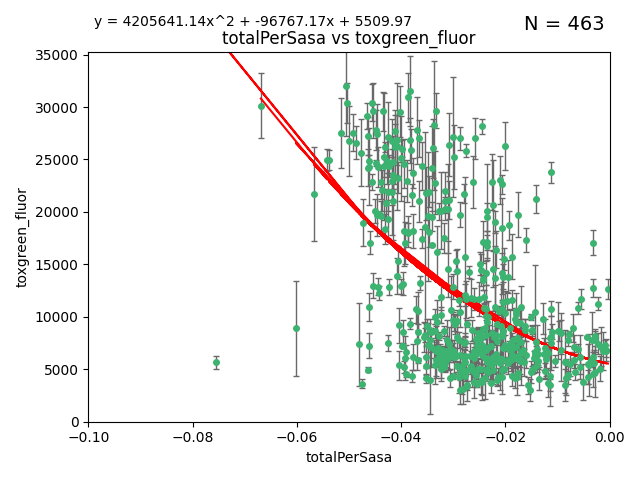 y = 4205641.14x^2 + -96767.17x + 5509.97
N = 463
totalPerSasa vs toxgreen_fluor
35000
30000
25000
20000
15000
10000
5000
0
toxgreen_fluor
−0.10
−0.08
−0.06
−0.04
−0.02
0.00
totalPerSasa